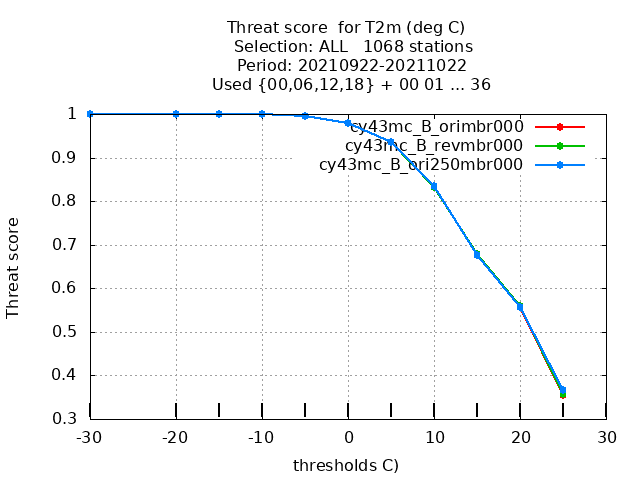 Threat score  for T2m (deg C)
Selection: ALL   1068 stations
Period: 20210922-20211022
Used {00,06,12,18} + 00 01 ... 36
cy43mc_B_orimbr000
cy43mc_B_revmbr000
cy43mc_B_ori250mbr000
Threat score
1
0.9
0.8
0.7
0.6
0.5
0.4
0.3
-30 -20 -10 0 10 20 30
thresholds C)